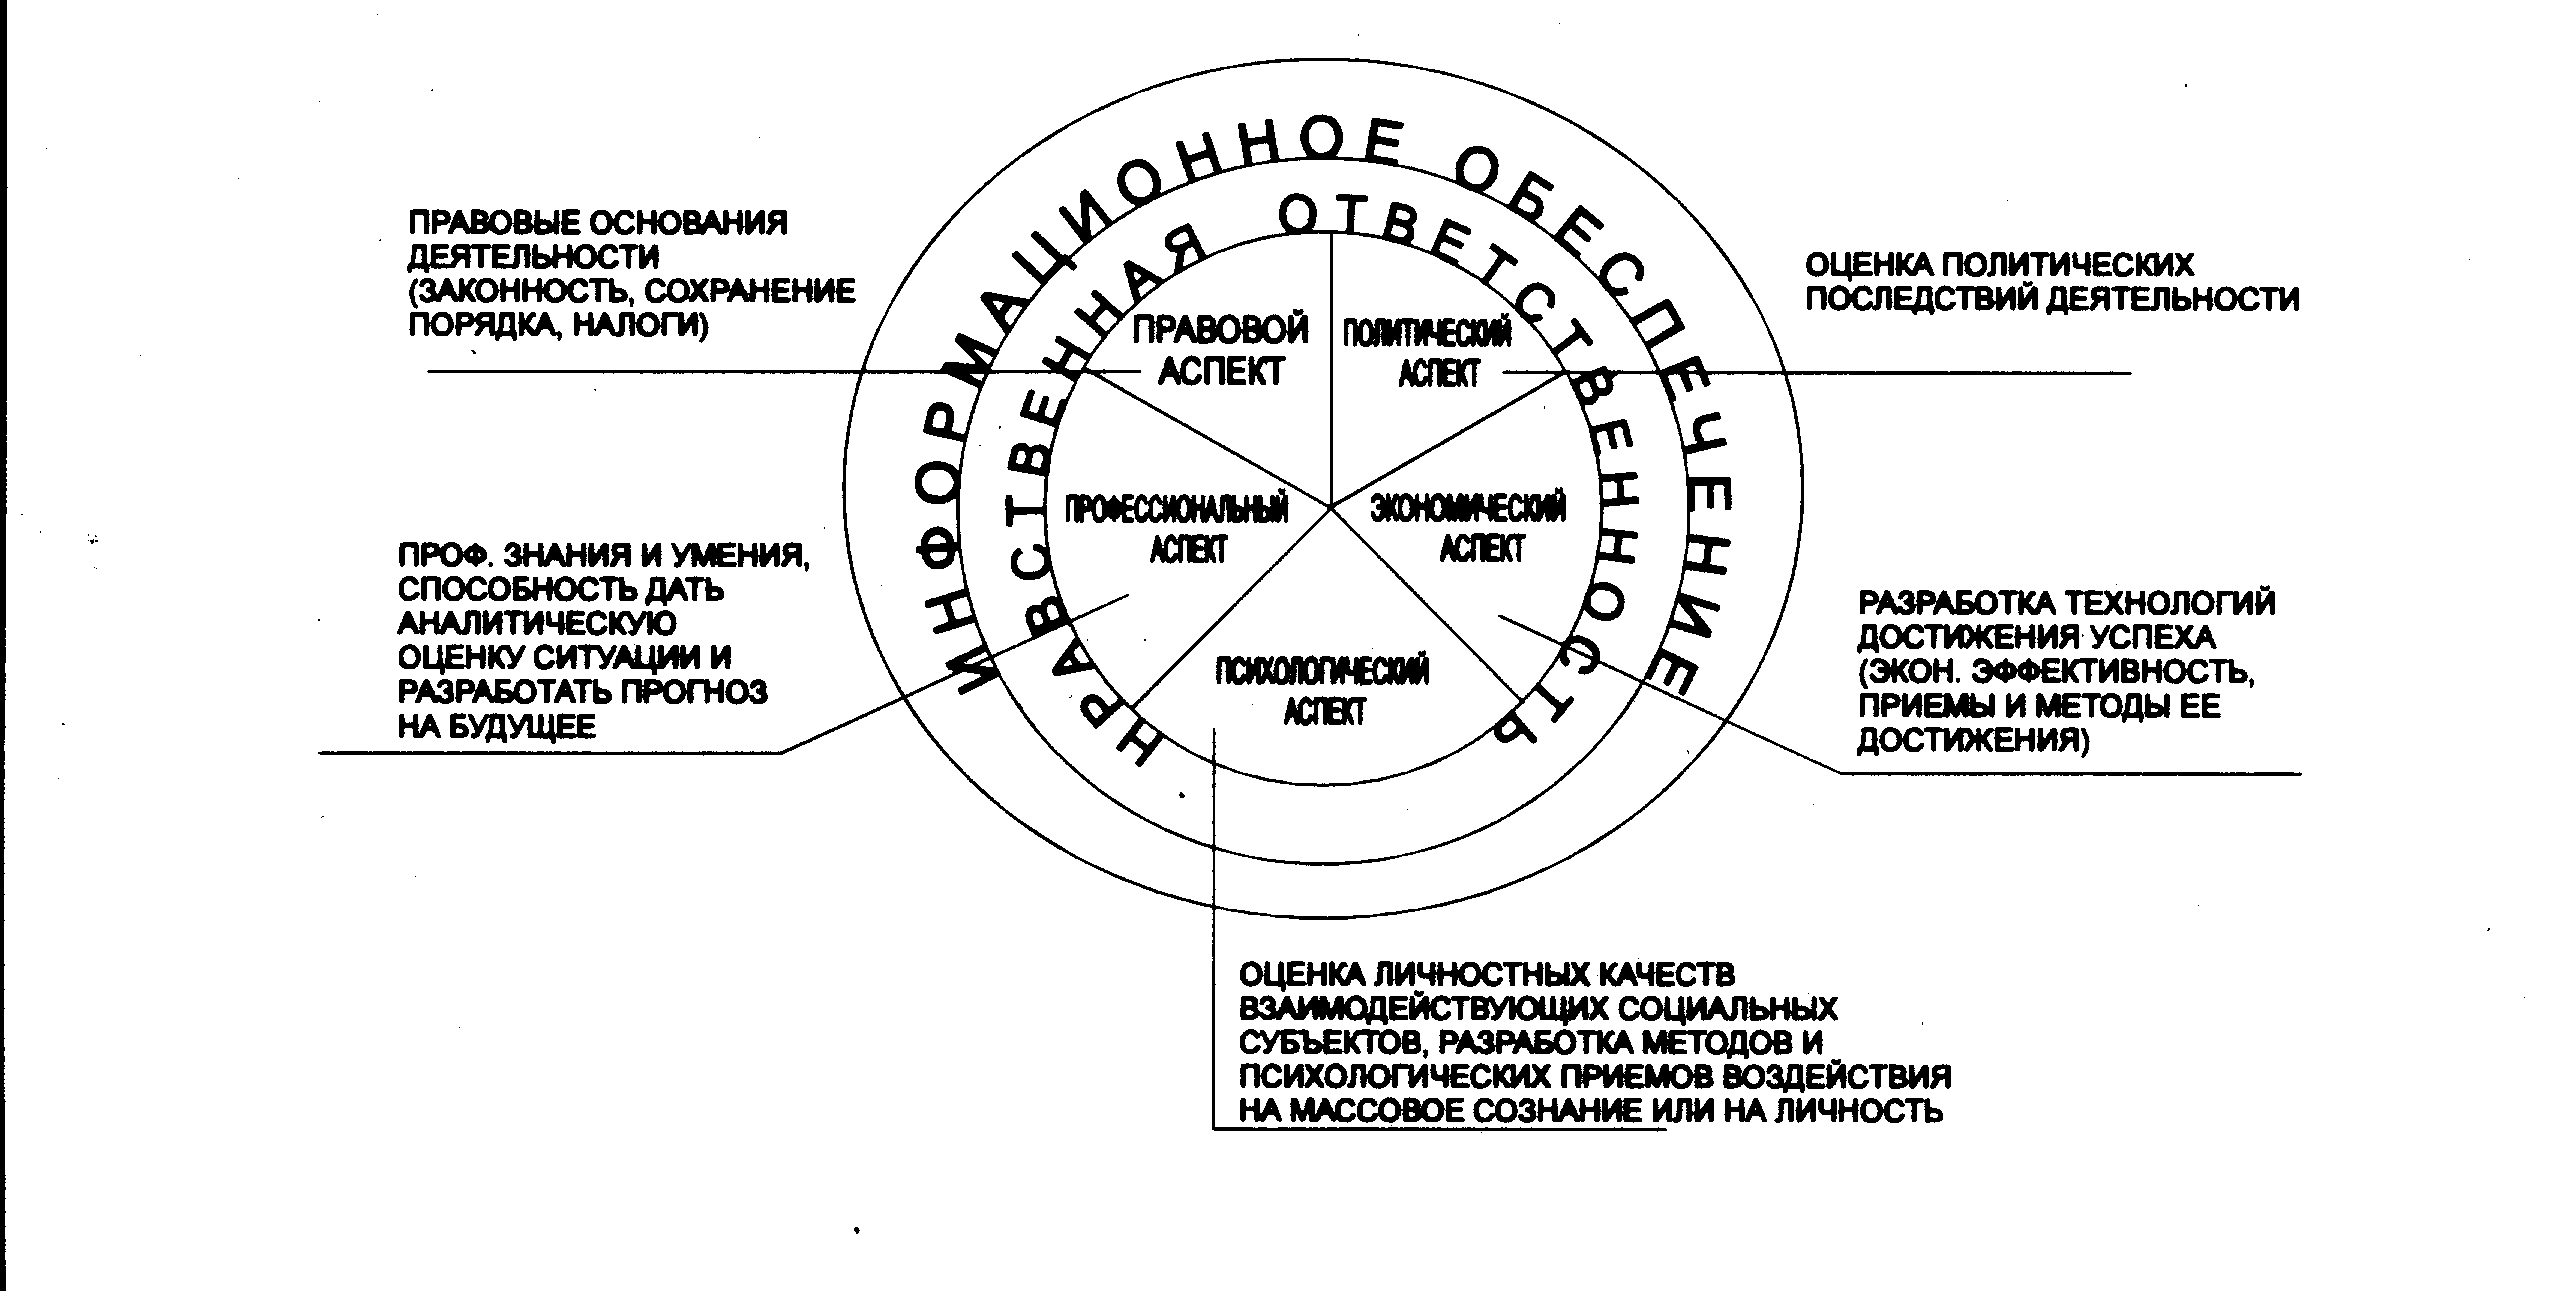 ИНФОРМАЦИОННОЕ ОБЕСПЕЧЕНИЕ
НРАВСТВЕННАЯ ОТВЕТСТВЕННОСТЬ
ПРАВОВЫЕ ОСНОВАНИЯ
ДЕЯТЕЛЬНОСТИ
(ЗАКОННОСТЬ, СОХРАНЕНИЕ
ПОРЯДКА, НАЛОГИ)
ПРАВОВОЙ
АСПЕКТ
ПОЛИТИЧЕСКИЙ
АСПЕКТ
ОЦЕНКА ПОЛИТИЧЕСКИХ
ПОСЛЕДСТВИЙ ДЕЯТЕЛЬНОСТИ
ПРОФ. ЗНАНИЯ И УМЕНИЯ,
СПОСОБНОСТЬ ДАТЬ
АНАЛИТИЧЕСКУЮ
ОЦЕНКУ СИТУАЦИИ И
РАЗРАБОТАТЬ ПРОГНОЗ
НА БУДУЩЕЕ
ПРОФЕССИОНАЛЬНЫЙ
АСПЕКТ
ЭКОНОМИЧЕСКИЙ
АСПЕКТ
РАЗРАБОТКА ТЕХНОЛОГИЙ
ДОСТИЖЕНИЯ УСПЕХА
(ЭКОН. ЭФФЕКТИВНОСТЬ,
ПРИЕМЫ И МЕТОДЫ ЕЕ
ДОСТИЖЕНИЯ)
ПСИХОЛОГИЧЕСКИЙ
АСПЕКТ
ОЦЕНКА ЛИЧНОСТНЫХ КАЧЕСТВ
ВЗАИМОДЕЙСТВУЮЩИХ СОЦИАЛЬНЫХ
СУБЪЕКТОВ, РАЗРАБОТКА МЕТОДОВ И
ПСИХОЛОГИЧЕСКИХ ПРИЕМОВ ВОЗДЕЙСТВИЯ
НА МАССОВОЕ СОЗНАНИЕ ИЛИ НА ЛИЧНОСТЬ